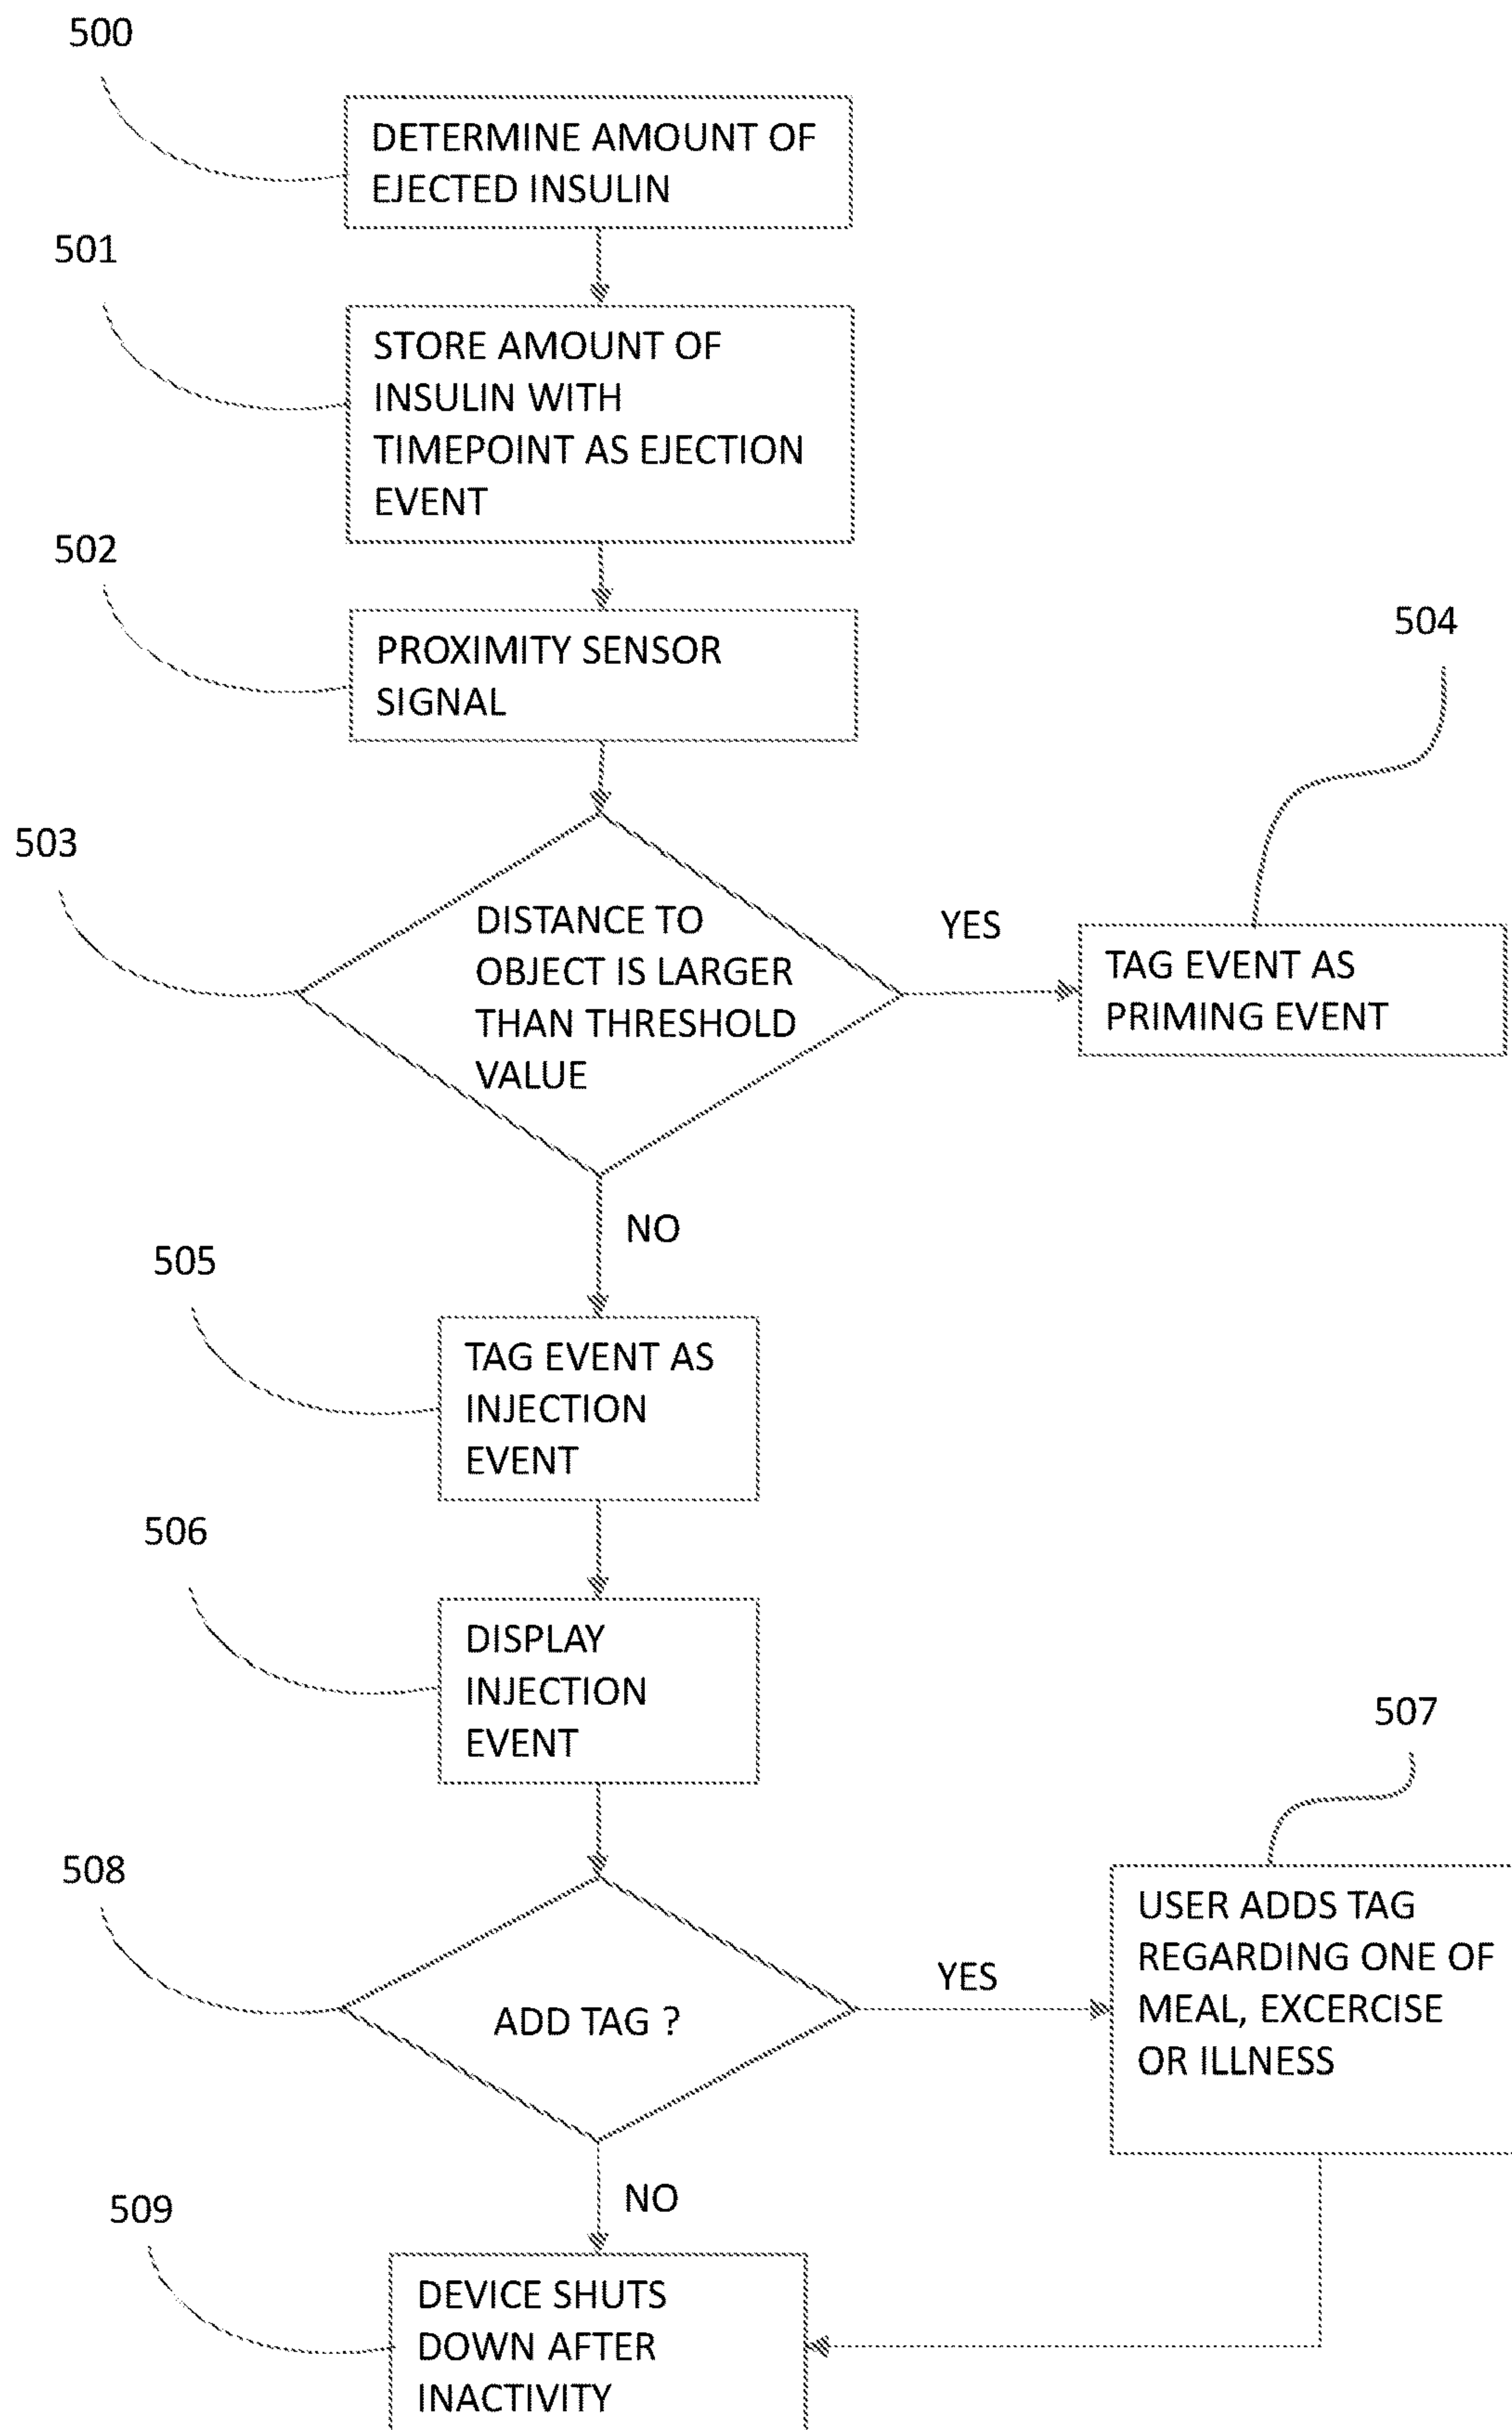 500
DETERMINE AMOUNT OF
EJECTED INSULIN
501
STORE AMOUNT OF
INSULIN WITH
TIMEPOINT AS EJECTION
EVENT
502
PROXIMITY SENSOR
SIGNAL
503
DISTANCE TO
OBJECT IS LARGER
THAN THRESHOLD
VALUE
YES
504
TAG EVENT AS
PRIMING EVENT
NO
505
TAG EVENT AS
INJECTION
EVENT
506
DISPLAY
INJECTION
EVENT
508
ADD TAG ?
YES
507
USER ADDS TAG
REGARDING ONE OF
MEAL, EXCERCISE
OR ILLNESS
NO
509
DEVICE SHUTS
DOWN AFTER
INACTIVITY